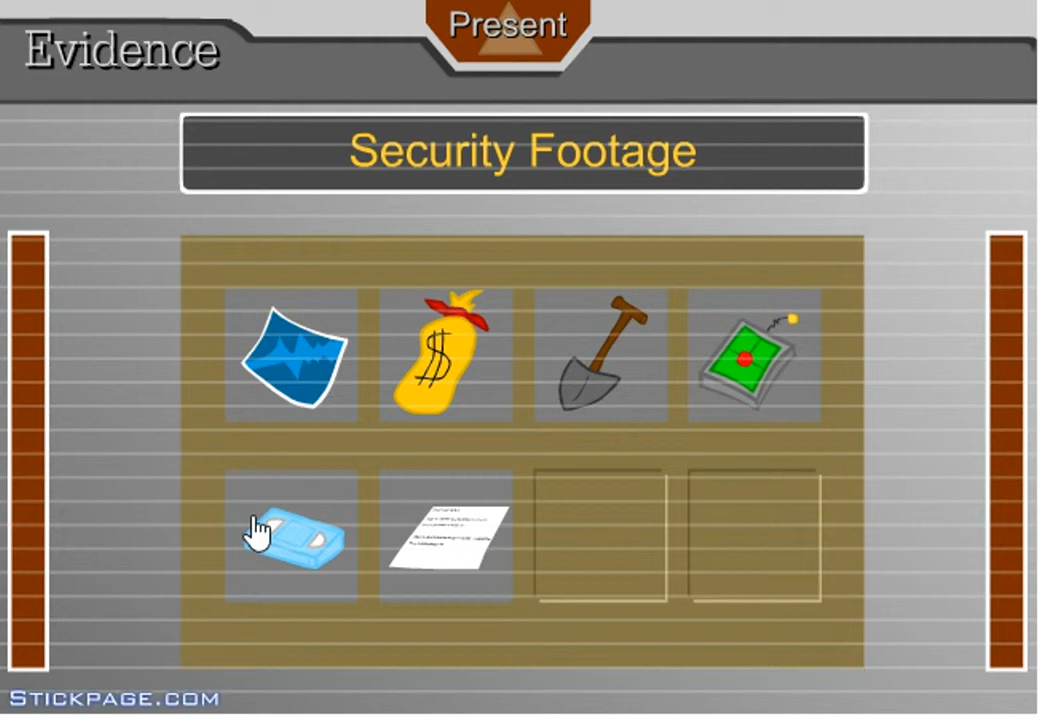 Present
Evidence
Security Footage
$
STICKPAGE.COM